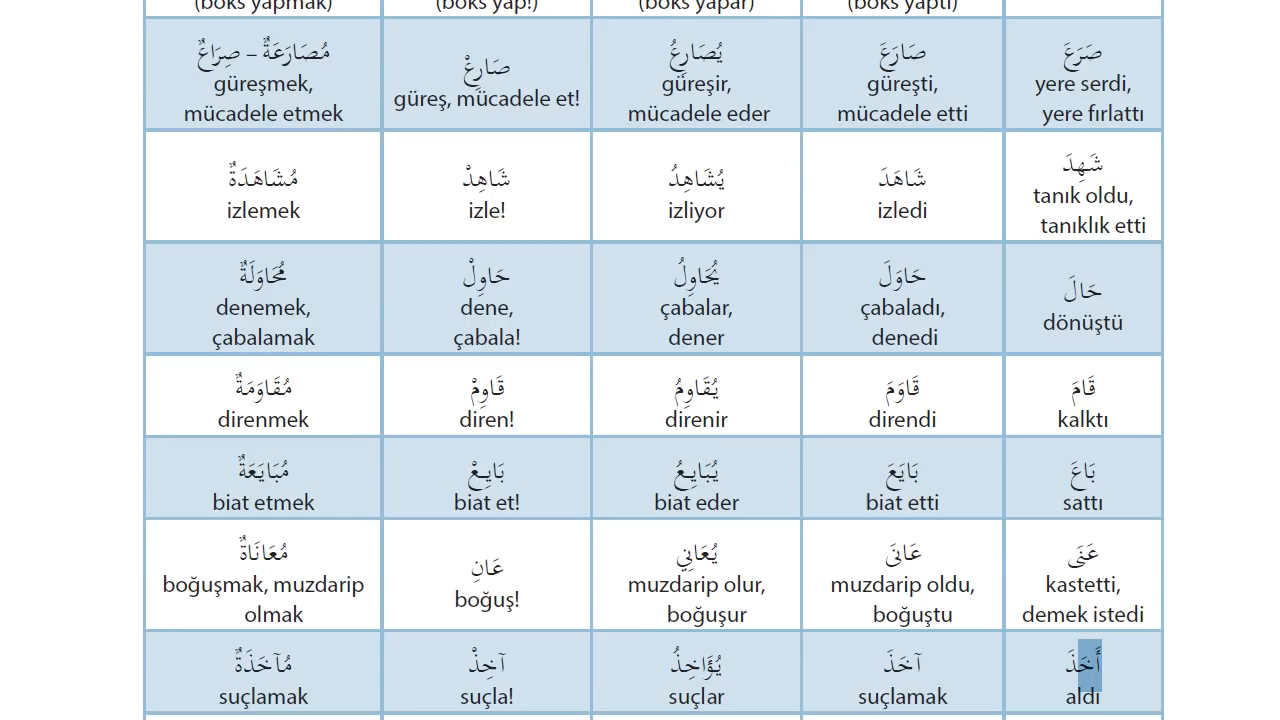 (boks yaptı)
(boks yapar)
(boks yap!)
(boks yapmak)
صَرَعَ
yere serdi,
yere fırlattı
صَارَعَ
güreşti,
mücadele etti
يُصَارِعُ
güreşir,
mücadele eder
صَارِعْ
güreş, mücadele et!
مُصَارَعَةٌ – صِرَاعٌ
güreşmek,
mücadele etmek
شَهِدَ
tanık oldu,
tanıklık etti
شَاهَدَ
izledi
يُشَاهِدُ
izliyor
شَاهِدْ
izle!
مُشَاهَدَةٌ
izlemek
حَالَ
dönüştü
حَاوَلَ
çabaladı,
denedi
يُحَاوِلُ
çabalar,
dener
حَاوِلْ
dene,
çabala!
مُحَاوَلَةٌ
denemek,
çabalamak
قَامَ
kalktı
قَاوَمَ
direndi
يُقَاوِمُ
direnir
قَاوِمْ
diren!
مُقَاوَمَةٌ
direnmek
بَاعَ
sattı
بَايَعَ
biat etti
يُبَايِعُ
biat eder
بَايِعْ
biat et!
مُبَايَعَةٌ
biat etmek
عَنَى
kastetti,
demek istedi
عَانَى
muzdarip oldu,
boğuştu
يُعَانِي
muzdarip olur,
boğuşur
عَانِ
boğuş!
مُعَانَاةٌ
boğuşmak, muzdarip
olmak
أَخَذَ
aldı
آخَذَ
suçlamak
يُؤَاخِذُ
suçlar
آخِذْ
suçla!
مُآخَذَةٌ
suçlamak